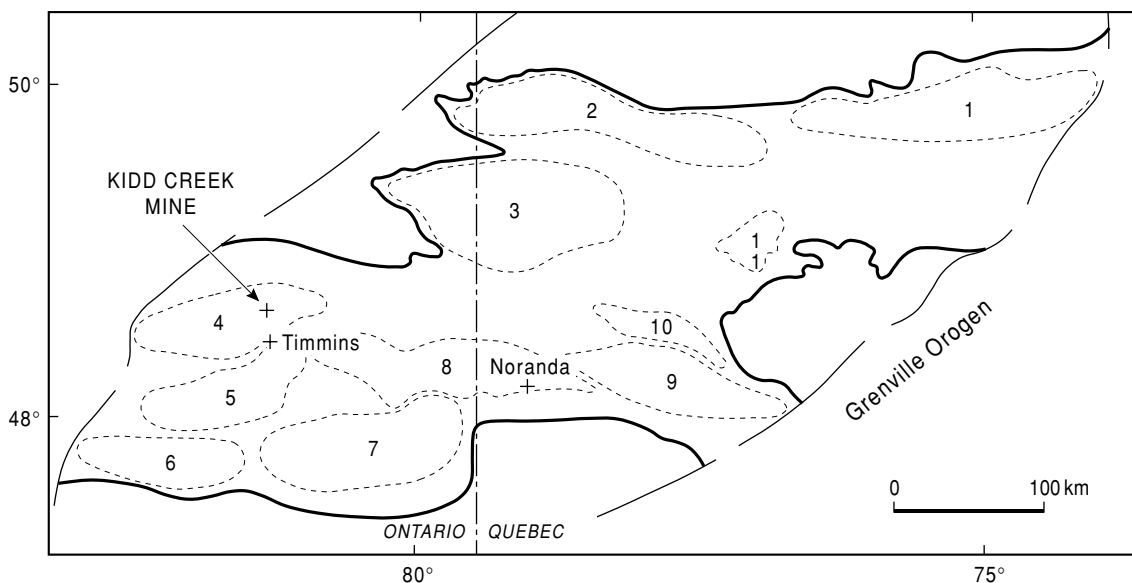 50°
2
1
KIDD CREEK
MINE
3
1
1
4
Timmins
10
8
Noranda
9
5
Grenville Orogen
48°
7
6
0
100 km
ONTARIO
QUEBEC
80°
75°